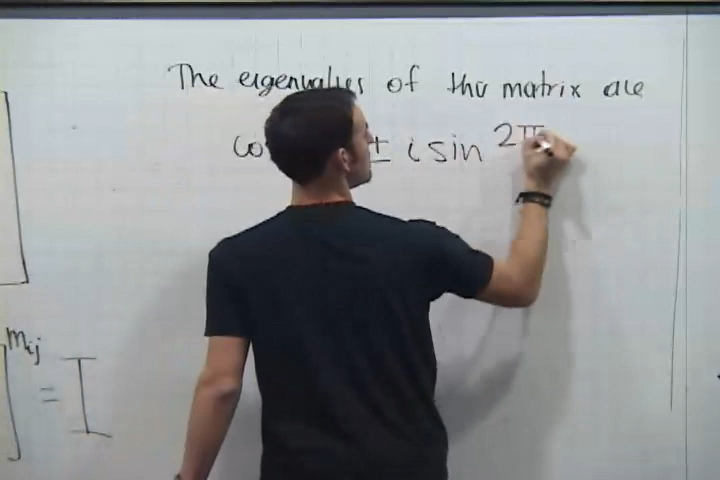 The eigenvalues of the matrix are
± i sin 2π
m_ij
= I